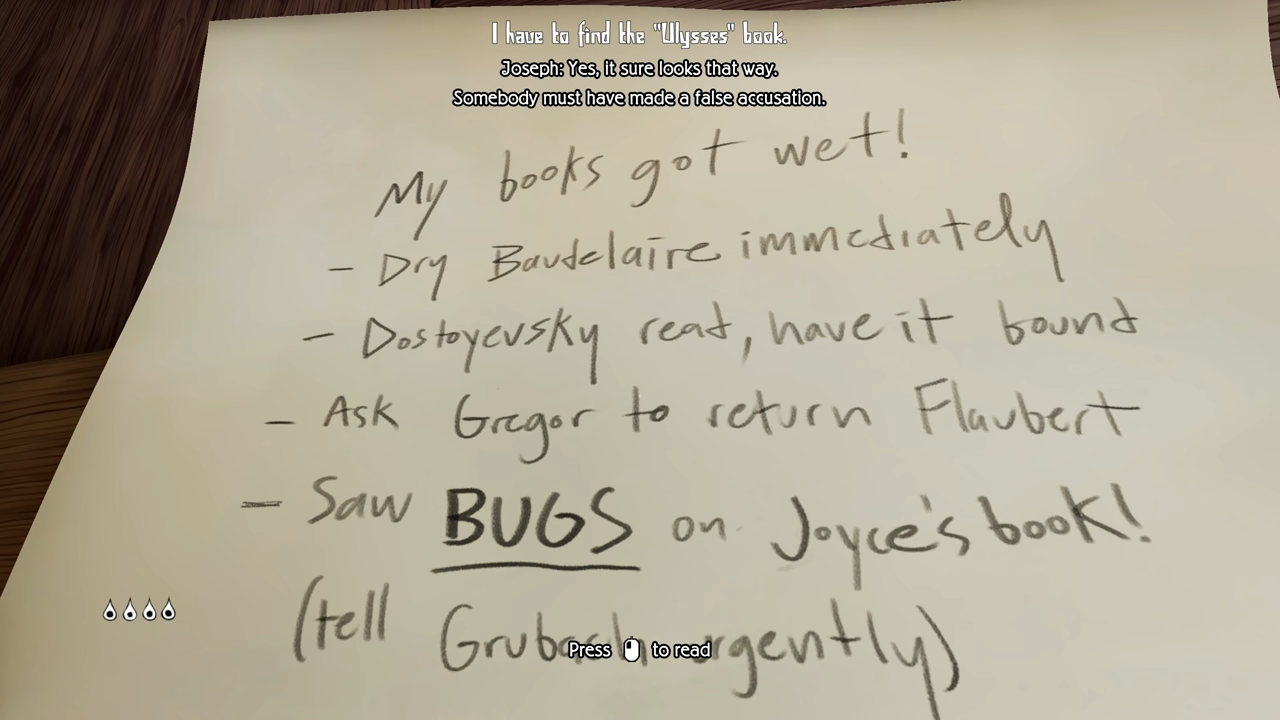 I have to find the "Ulysses" book.
Joseph: Yes, it sure looks that way.
Somebody must have made a false accusation.
My books got wet!
- Dry Baudelaire immediately
- Dostoyevsky read, have it bound
- Ask Gregor to return Flaubert
- Saw BUGS on Joyce's book!
(tell Grubach urgently)
Press to read